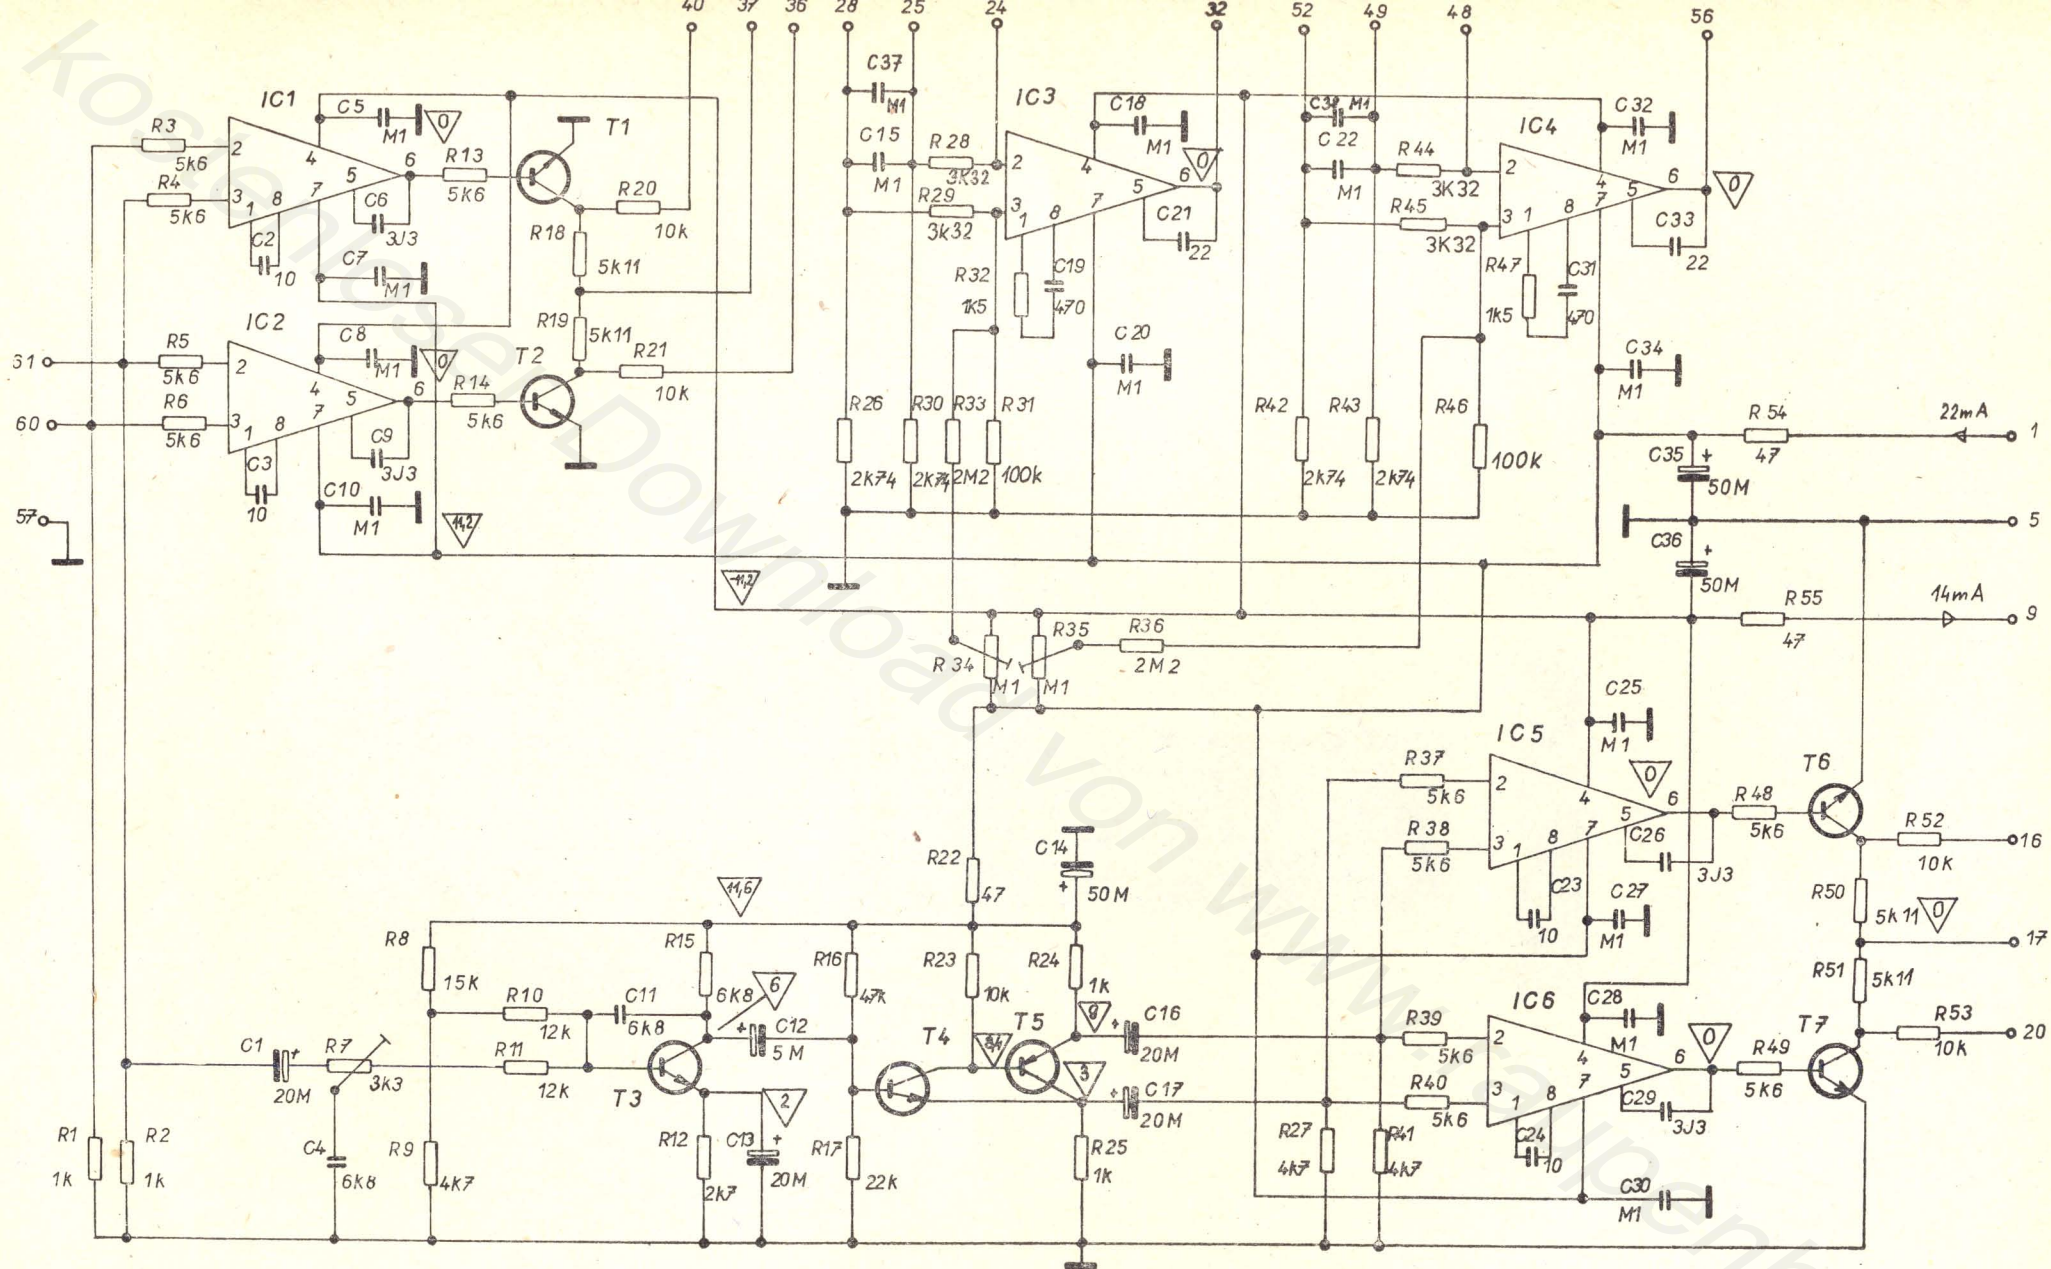 40 37 36 28 25 24 32 52 49 48 56
kostenloser Download von www.raupenh
IC1
C5
M1
0
T1
R3
5k6
R4
5k6
2
3
1
8
4
7
5
6
R13
5k6
C6
3J3
C2
10
C7
M1
R20
10k
R18
5k11
R19
5k11
R21
10k
T2
IC2
C8
M1
0
R5
5k6
R6
5k6
2
3
1
8
4
7
5
6
R14
5k6
C9
3J3
C3
10
C10
M1
11,2
-11,2
60
57
C37
M1
C15
M1
R28
3K32
R29
3k32
IC3
2
3
1
8
4
7
5
6
C18
M1
0
C21
22
R32
1k5
C19
470
C20
M1
R26
2k74
R30
2k74
R33
2M2
R31
100k
M1
C22
M1
R44
3K32
R45
3K32
IC4
2
3
1
8
4
7
5
6
C32
M1
0
C33
22
R47
1k5
C31
470
C34
M1
R42
2k74
R43
2k74
R46
100K
R54
47
22mA
1
C35
+
50M
5
C36
+
50M
R55
47
14mA
9
R34
M1
R35
M1
R36
2M2
IC5
C25
M1
R37
5k6
R38
5k6
2
3
1
8
4
7
5
6
0
C26
3J3
C23
10
C27
M1
R48
5k6
T6
R52
10k
16
R50
5k11
0
17
R51
5k11
R53
10k
20
T7
IC6
C28
M1
R39
5k6
R40
5k6
2
3
1
8
4
7
5
6
0
R49
5k6
C29
3J3
C24
10
C30
M1
R27
4k7
R41
4k7
R22
47
C14
+
50M
11,6
R8
15k
R15
6K8
6
R16
47k
R23
10k
R24
1k
9
R10
12k
R11
12k
C11
6k8
C12
+
5M
T3
T4
T5
3
C16
+
20M
C17
+
20M
C1
+
20M
R7
3k3
C4
6k8
R9
4k7
R12
2k7
2
C13
+
20M
R17
22k
R25
1k
R1
1k
R2
1k